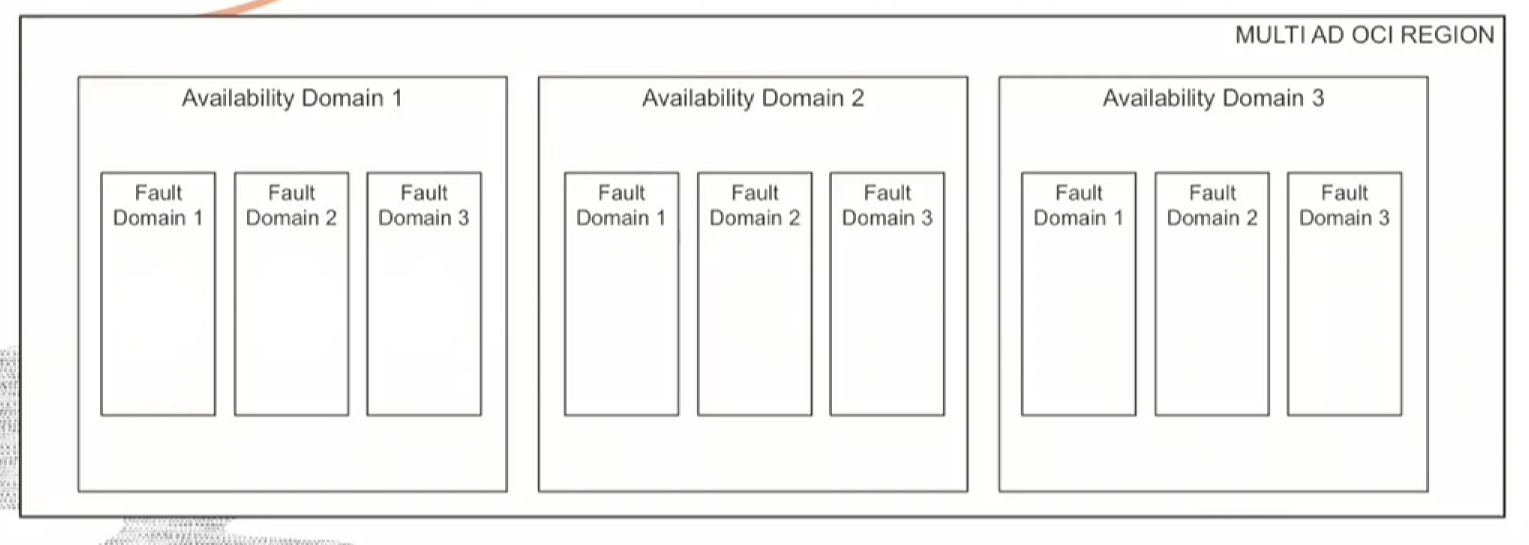 MULTI AD OCI REGION
Availability Domain 1
Fault
Domain 1
Fault
Domain 2
Fault
Domain 3
Availability Domain 2
Fault
Domain 1
Fault
Domain 2
Fault
Domain 3
Availability Domain 3
Fault
Domain 1
Fault
Domain 2
Fault
Domain 3